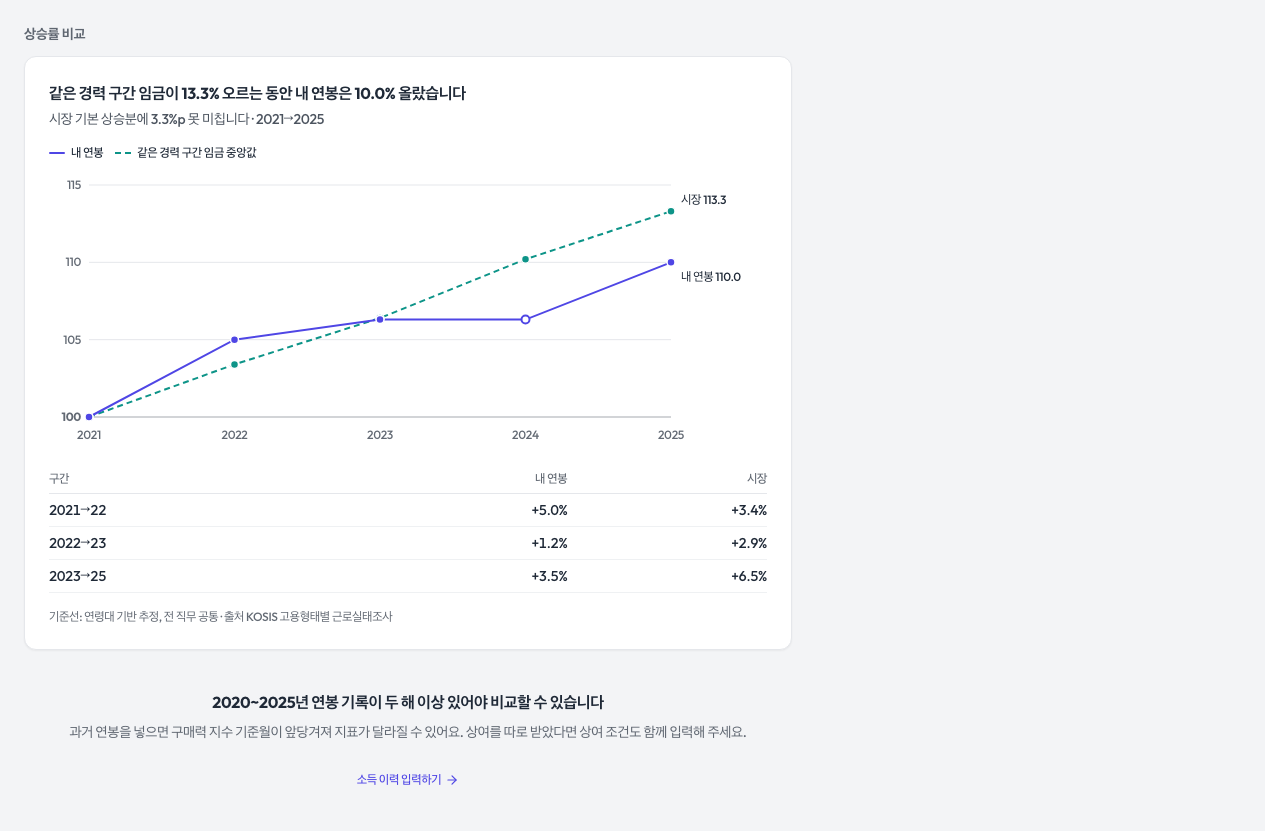 상승률 비교
같은 경력 구간 임금이 13.3% 오르는 동안 내 연봉은 10.0% 올랐습니다
시장 기본 상승분에 3.3%p 못 미칩니다 · 2021→2025
내 연봉 같은 경력 구간 임금 중앙값
115
시장 113.3
110
내 연봉 110.0
105
100
2021 2022 2023 2024 2025
구간 내 연봉 시장
2021→22 +5.0% +3.4%
2022→23 +1.2% +2.9%
2023→25 +3.5% +6.5%
기준선: 연령대 기반 추정, 전 직무 공통 · 출처 KOSIS 고용형태별 근로실태조사
2020~2025년 연봉 기록이 두 해 이상 있어야 비교할 수 있습니다
과거 연봉을 넣으면 구매력 지수 기준월이 앞당겨져 지표가 달라질 수 있어요. 상여를 따로 받았다면 상여 조건도 함께 입력해 주세요.
소득 이력 입력하기 →